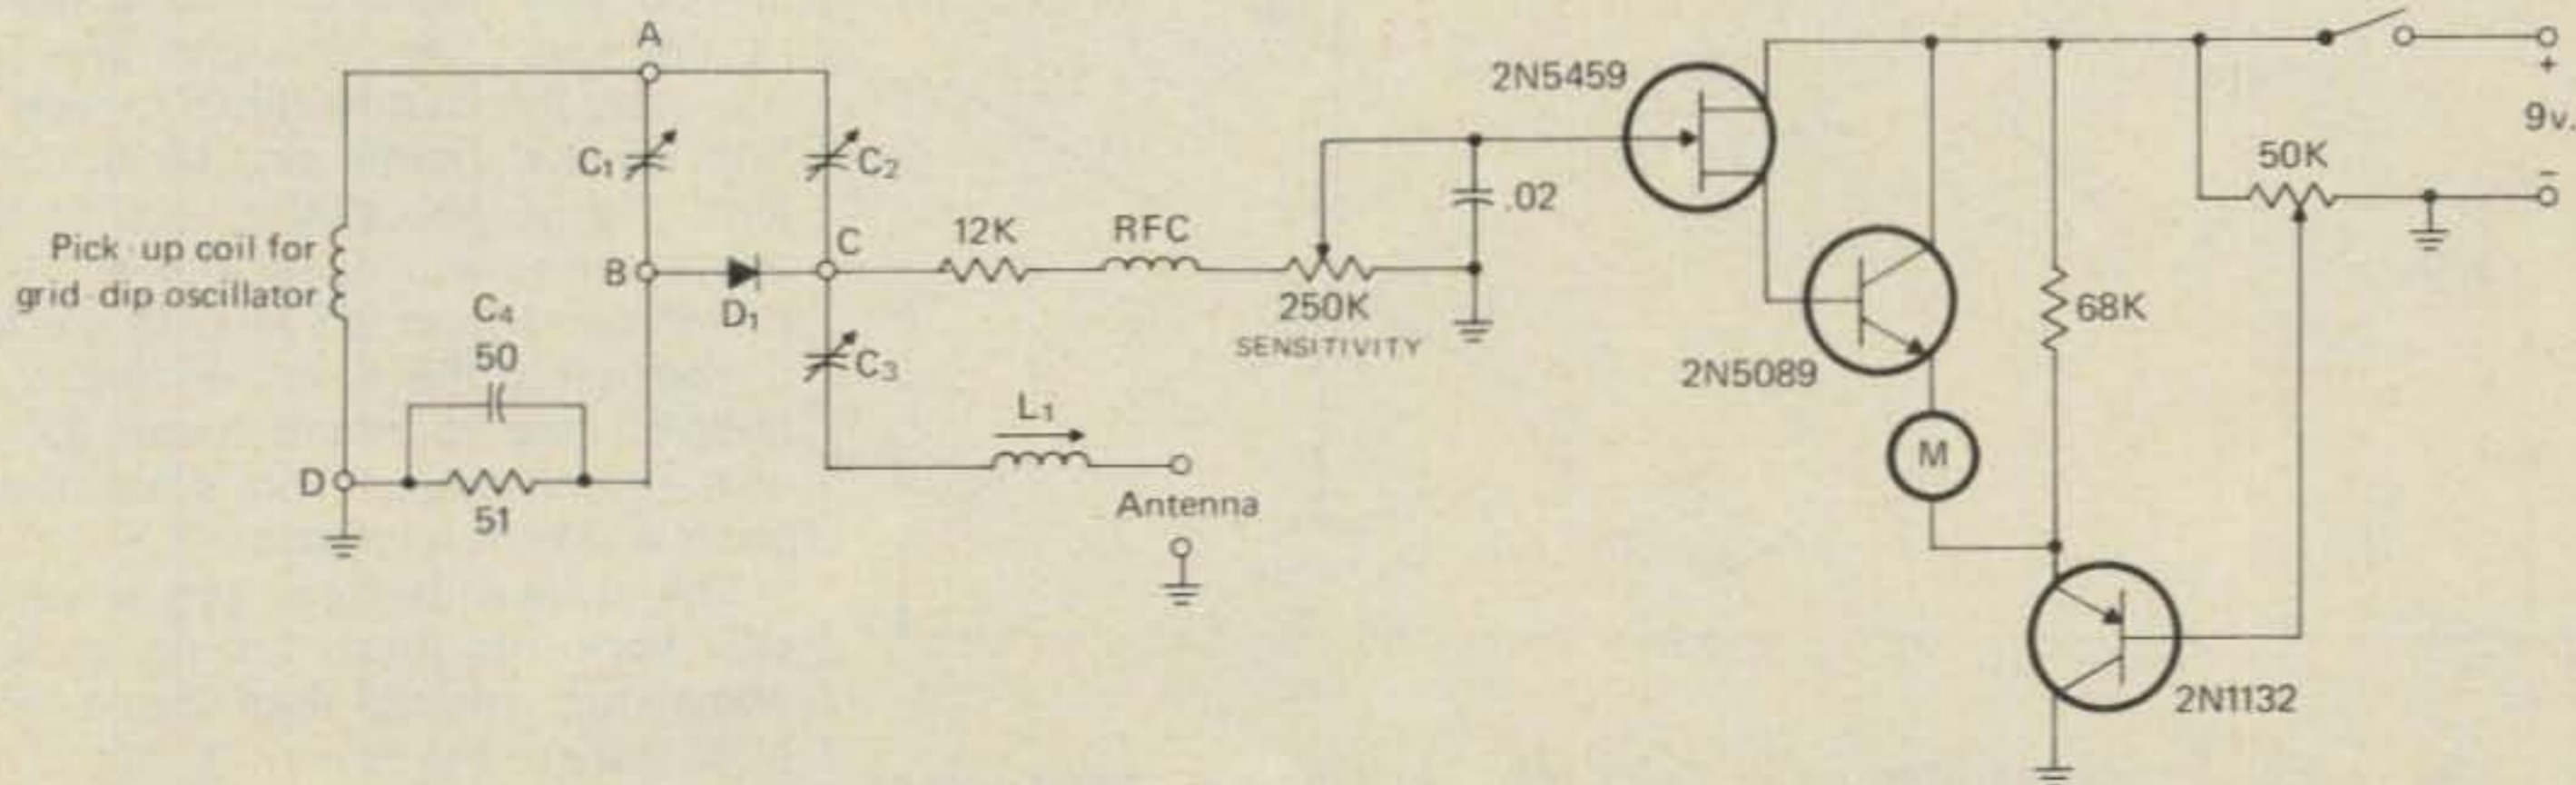 A
C1
C2
2N5459
+
9v.
−
50K
.02
Pick-up coil for
grid-dip oscillator
B
D1
C
12K
RFC
250K
SENSITIVITY
C4
50
C3
2N5089
68K
L1
M
D
51
Antenna
2N1132